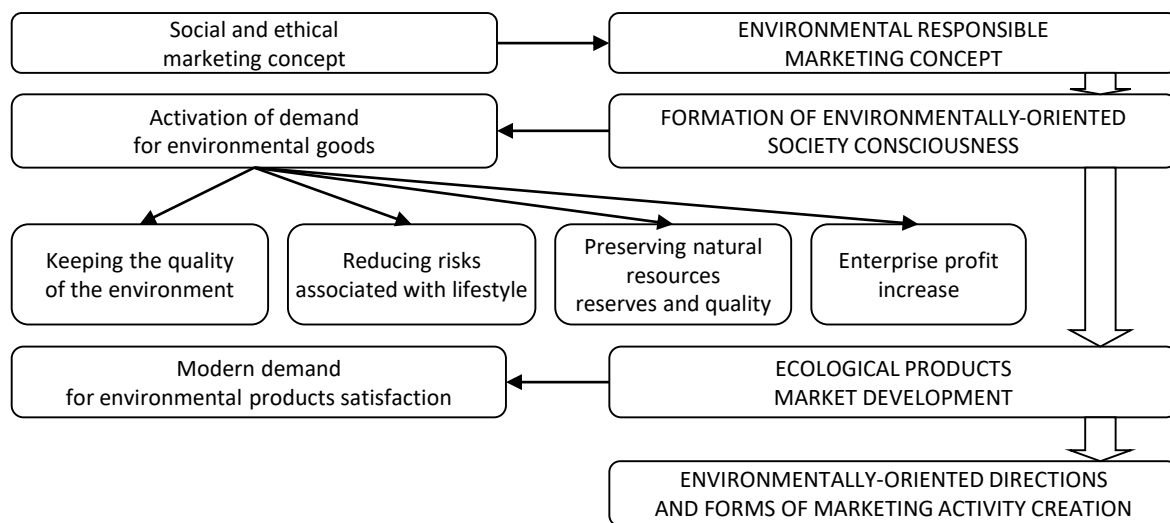 Social and ethical
marketing concept
ENVIRONMENTAL RESPONSIBLE
MARKETING CONCEPT
Activation of demand
for environmental goods
FORMATION OF ENVIRONMENTALLY-ORIENTED
SOCIETY CONSCIOUSNESS
Keeping the quality
of the environment
Reducing risks
associated with lifestyle
Preserving natural
resources
reserves and quality
Enterprise profit
increase
Modern demand
for environmental products satisfaction
ECOLOGICAL PRODUCTS
MARKET DEVELOPMENT
ENVIRONMENTALLY-ORIENTED DIRECTIONS
AND FORMS OF MARKETING ACTIVITY CREATION